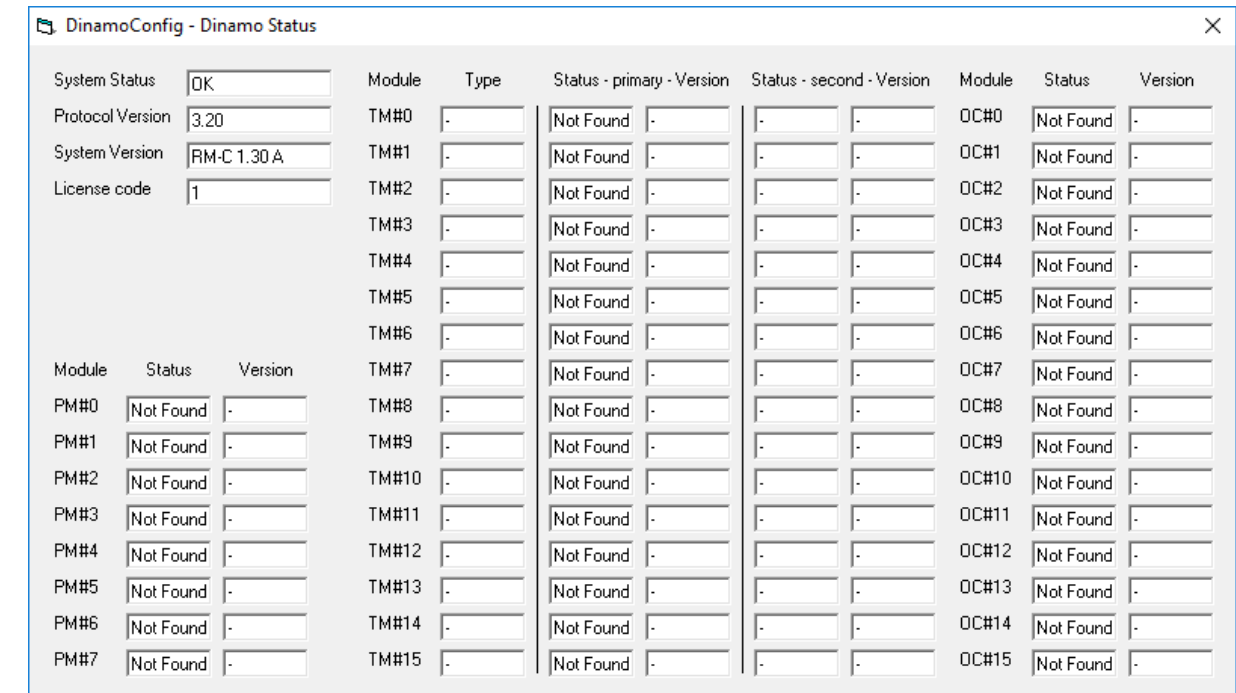 DinamoConfig - Dinamo Status
System Status OK Module Type Status - primary - Version Status - second - Version Module Status Version
Protocol Version 3.20 TM#0 - Not Found - - - OC#0 Not Found -
System Version RM-C 1.30 A TM#1 - Not Found - - - OC#1 Not Found -
License code 1 TM#2 - Not Found - - - OC#2 Not Found -
TM#3 - Not Found - - - OC#3 Not Found -
TM#4 - Not Found - - - OC#4 Not Found -
TM#5 - Not Found - - - OC#5 Not Found -
TM#6 - Not Found - - - OC#6 Not Found -
Module Status Version TM#7 - Not Found - - - OC#7 Not Found -
PM#0 Not Found - TM#8 - Not Found - - - OC#8 Not Found -
PM#1 Not Found - TM#9 - Not Found - - - OC#9 Not Found -
PM#2 Not Found - TM#10 - Not Found - - - OC#10 Not Found -
PM#3 Not Found - TM#11 - Not Found - - - OC#11 Not Found -
PM#4 Not Found - TM#12 - Not Found - - - OC#12 Not Found -
PM#5 Not Found - TM#13 - Not Found - - - OC#13 Not Found -
PM#6 Not Found - TM#14 - Not Found - - - OC#14 Not Found -
PM#7 Not Found - TM#15 - Not Found - - - OC#15 Not Found -